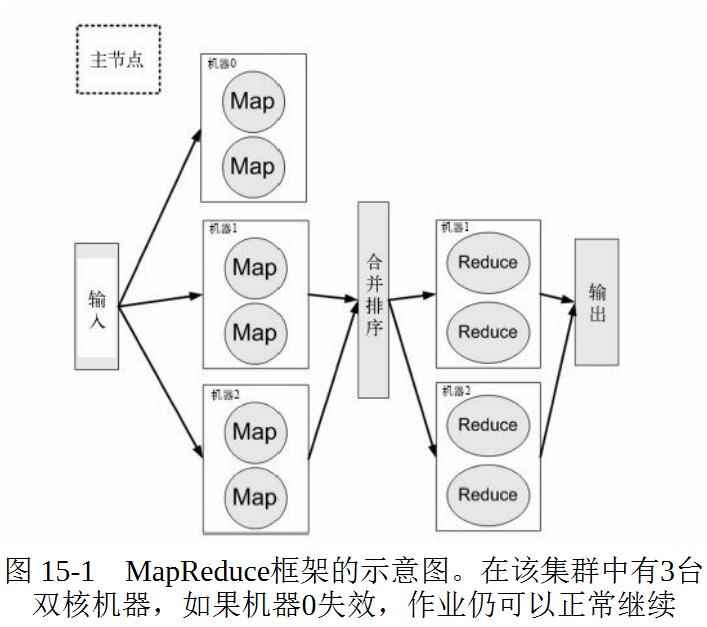 主节点
机器0
Map
Map
机器1
Map
Map
机器2
Map
Map
输入
合并排序
机器1
Reduce
Reduce
机器2
Reduce
Reduce
输出
图 15-1 MapReduce框架的示意图。在该集群中有3台
双核机器，如果机器0失效，作业仍可以正常继续